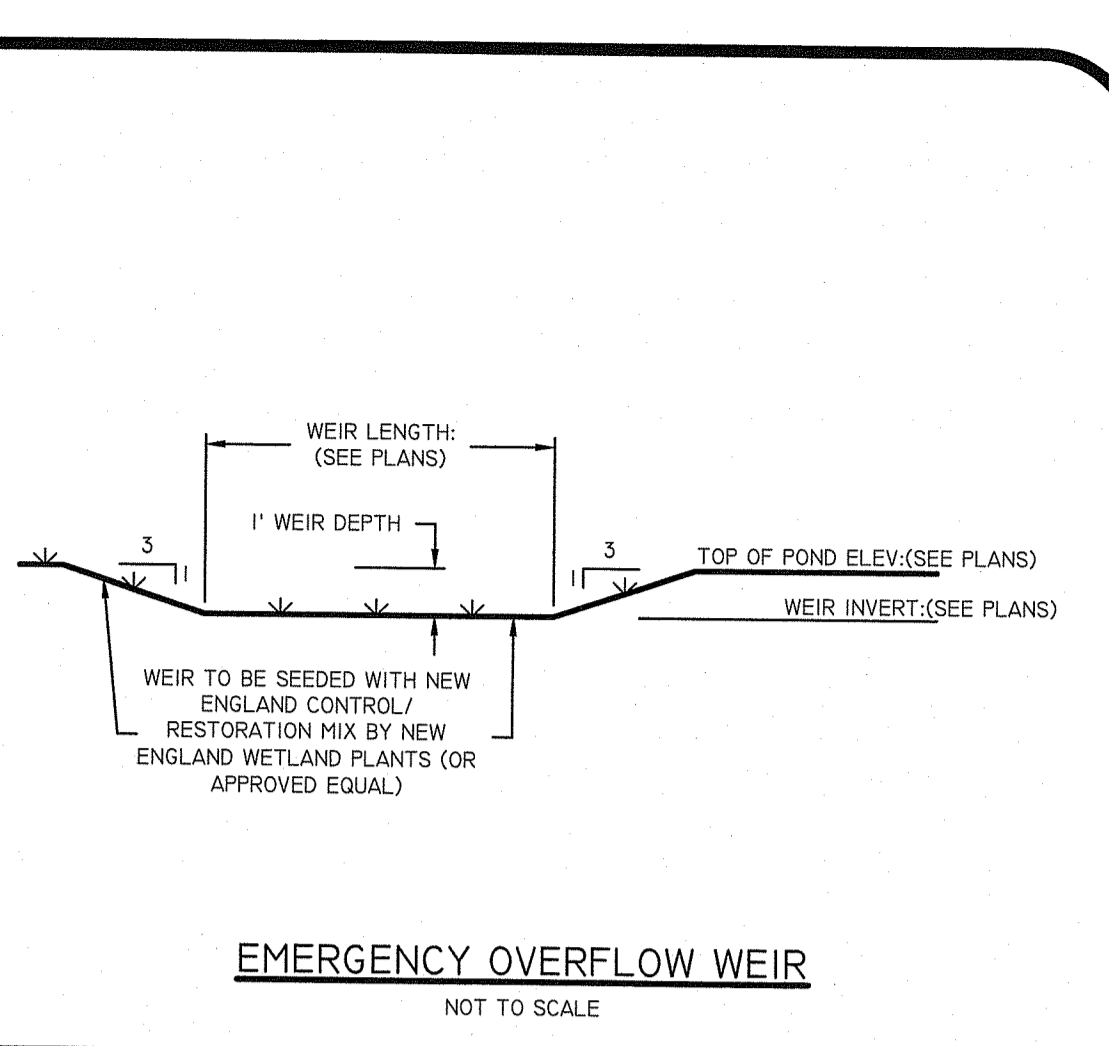 WEIR LENGTH:
(SEE PLANS)
1' WEIR DEPTH
3
1
3
1
TOP OF POND ELEV:(SEE PLANS)
WEIR INVERT:(SEE PLANS)
WEIR TO BE SEEDED WITH NEW
ENGLAND CONTROL/
RESTORATION MIX BY NEW
ENGLAND WETLAND PLANTS (OR
APPROVED EQUAL)
EMERGENCY OVERFLOW WEIR
NOT TO SCALE